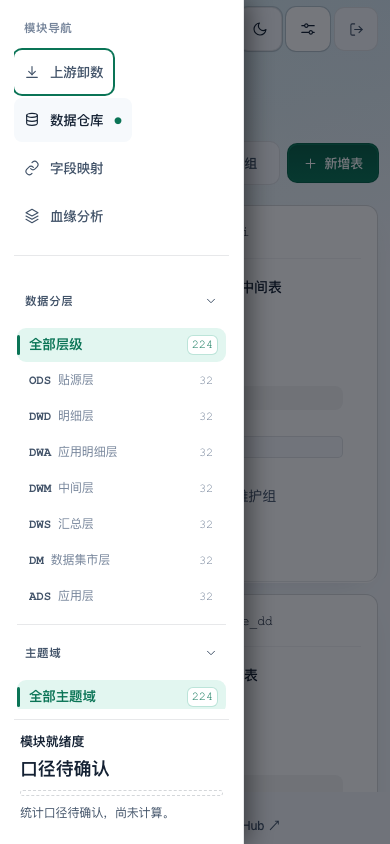 模块导航
上游卸数
数据仓库
字段映射
血缘分析
组
新增表
中间表
数据分层
全部层级 224
ODS 贴源层 32
DWD 明细层 32
DWA 应用明细层 32
DWM 中间层 32
维护组
DWS 汇总层 32
DM 数据集市层 32
ADS 应用层 32
e_dd
主题域
表
全部主题域 224
模块就绪度
口径待确认
统计口径待确认，尚未计算。
Hub ↗